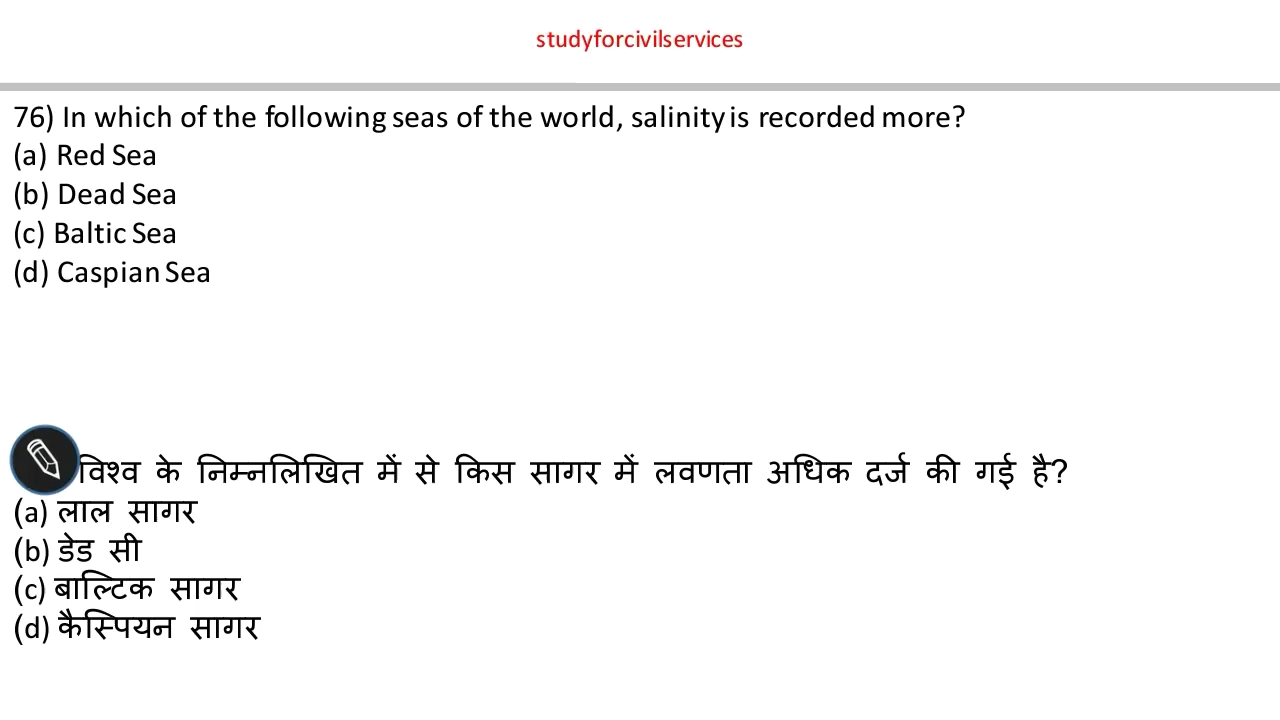 studyforcivilservices
76) In which of the following seas of the world, salinity is recorded more?
(a) Red Sea
(b) Dead Sea
(c) Baltic Sea
(d) Caspian Sea
विश्व के निम्नलिखित में से किस सागर में लवणता अधिक दर्ज की गई है?
(a) लाल सागर
(b) डेड सी
(c) बाल्टिक सागर
(d) कैस्पियन सागर